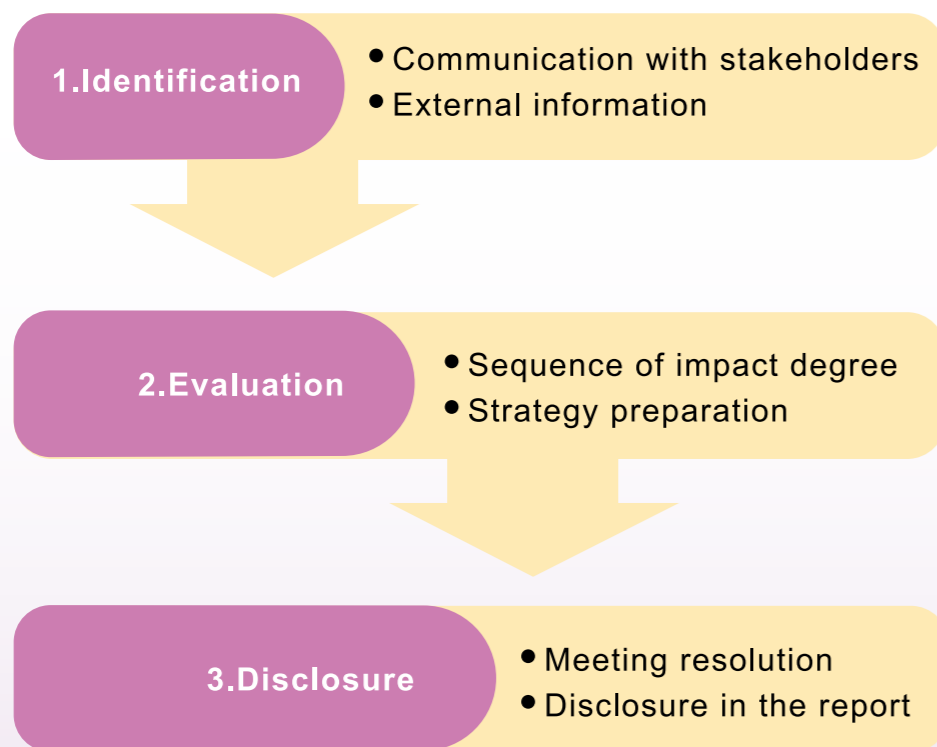 1.Identification
• Communication with stakeholders
• External information
2.Evaluation
• Sequence of impact degree
• Strategy preparation
3.Disclosure
• Meeting resolution
• Disclosure in the report